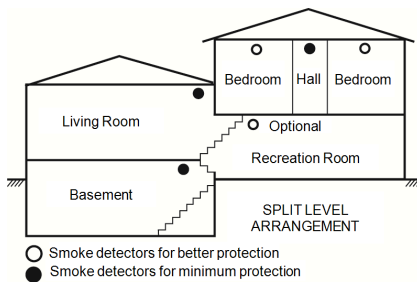 Bedroom Hall Bedroom
Living Room
Optional
Recreation Room
Basement
SPLIT LEVEL
ARRANGEMENT
Smoke detectors for better protection
Smoke detectors for minimum protection